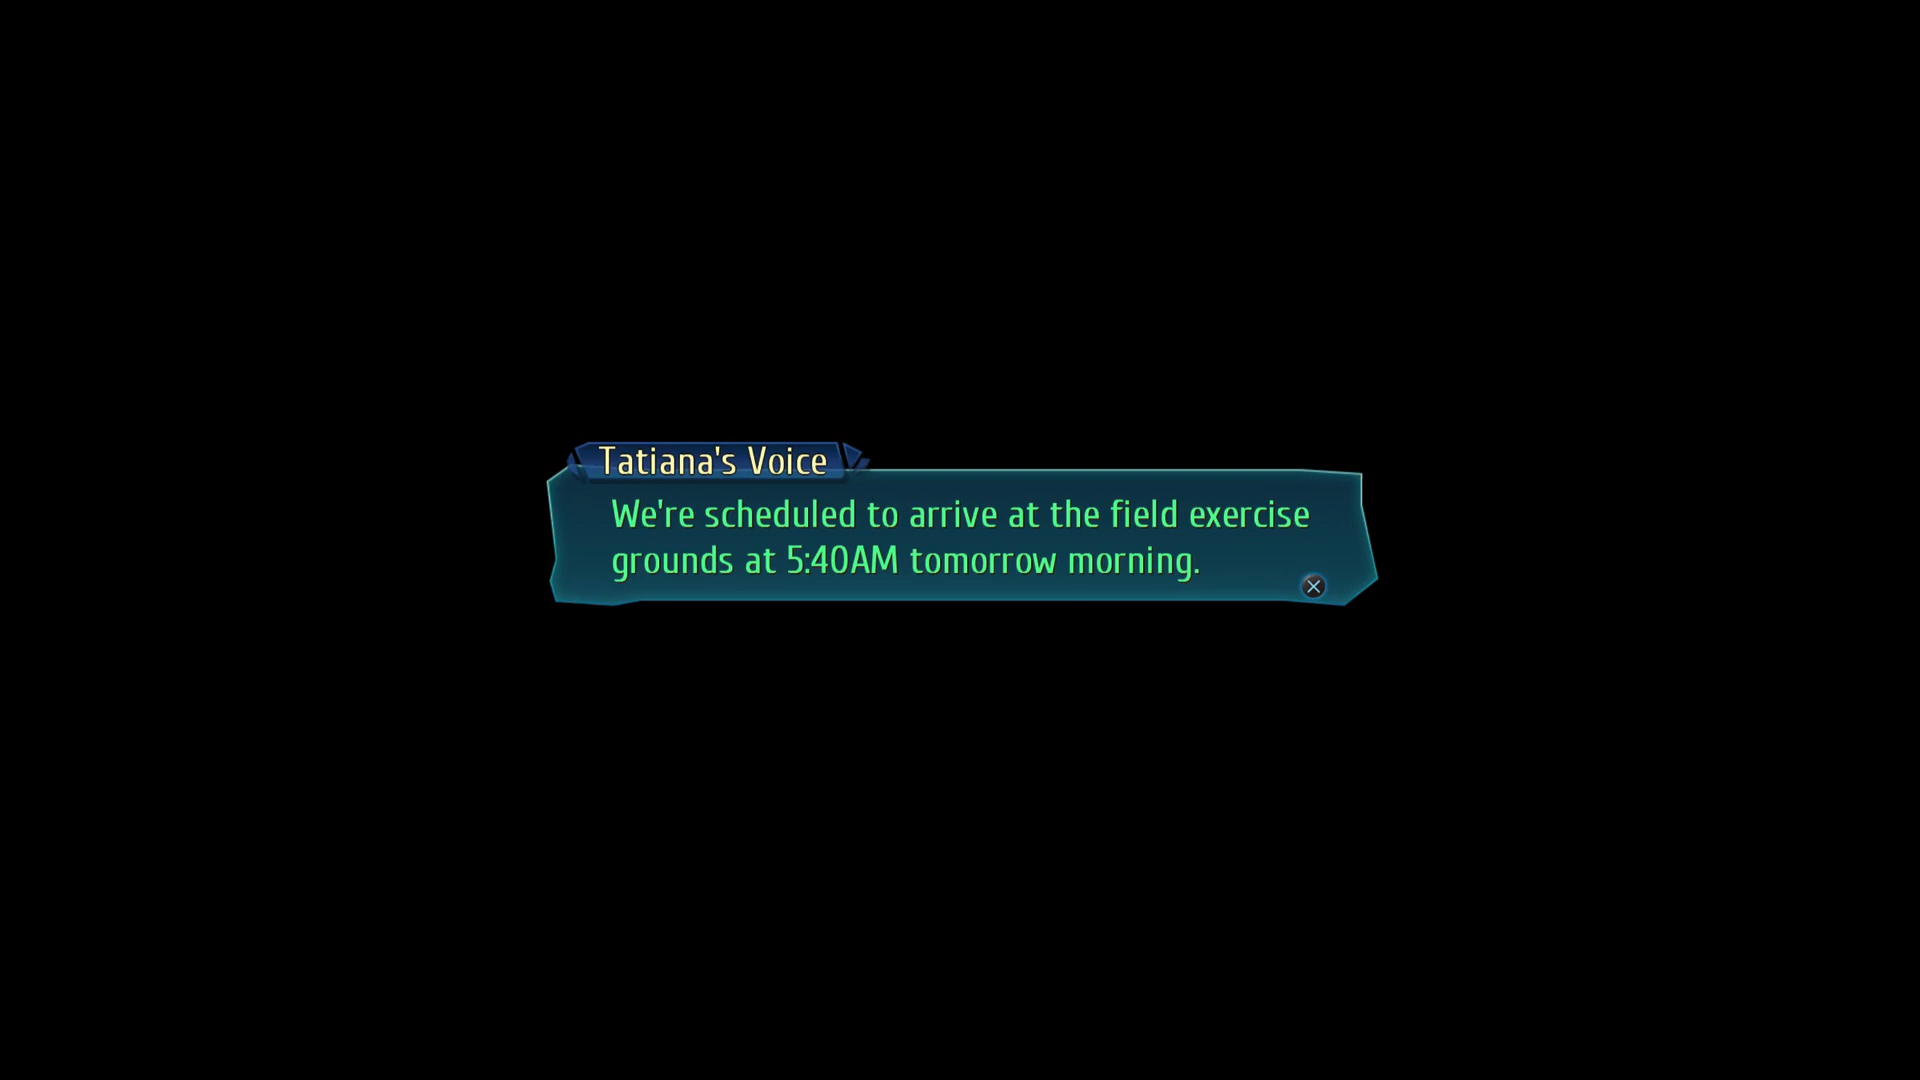 Tatiana's Voice
We're scheduled to arrive at the field exercise
grounds at 5:40AM tomorrow morning.